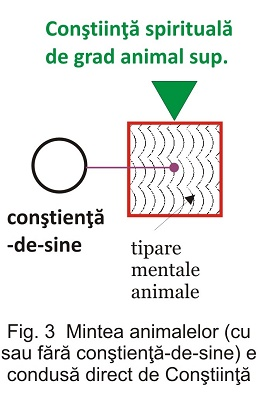 Conştiinţă spirituală
de grad animal sup.
conştienţă
-de-sine
tipare
mentale
animale
Fig. 3 Mintea animalelor (cu
sau fără conştienţă-de-sine) e
condusă direct de Conştiinţă